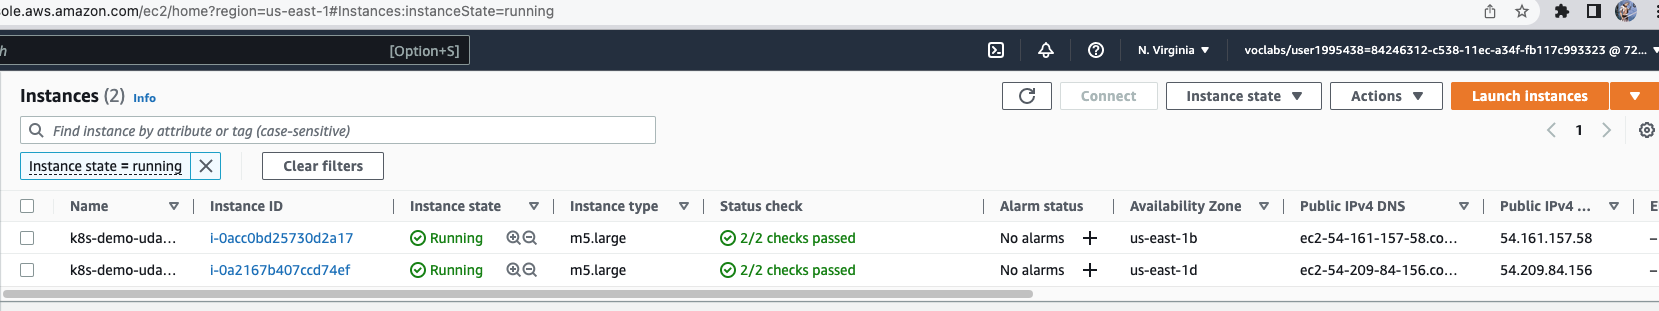 ole.aws.amazon.com/ec2/home?region=us-east-1#Instances:instanceState=running
h [Option+S] N. Virginia ▼ voclabs/user1995438=84246312-c538-11ec-a34f-fb117c993323 @ 72... ▼
Instances (2) Info Connect Instance state ▼ Actions ▼ Launch instances ▼
Find instance by attribute or tag (case-sensitive) 1
Instance state = running Clear filters
Name Instance ID Instance state Instance type Status check Alarm status Availability Zone Public IPv4 DNS Public IPv4 ... E
k8s-demo-uda... i-0acc0bd25730d2a17 Running m5.large 2/2 checks passed No alarms + us-east-1b ec2-54-161-157-58.co... 54.161.157.58 –
k8s-demo-uda... i-0a2167b407ccd74ef Running m5.large 2/2 checks passed No alarms + us-east-1d ec2-54-209-84-156.co... 54.209.84.156 –